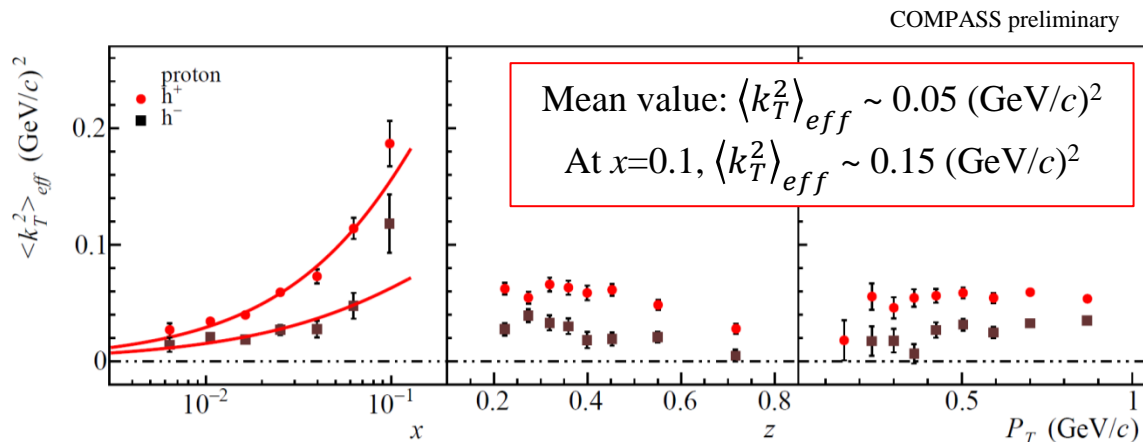 COMPASS preliminary
<k_T^2>_eff (GeV/c)^2
0.2
0.1
0
proton
h^+
h^-
Mean value: ⟨k_T^2⟩_eff ~ 0.05 (GeV/c)^2
At x=0.1, ⟨k_T^2⟩_eff ~ 0.15 (GeV/c)^2
10^-2 10^-1 0.2 0.4 0.6 0.8 0.5 1
x z P_T (GeV/c)